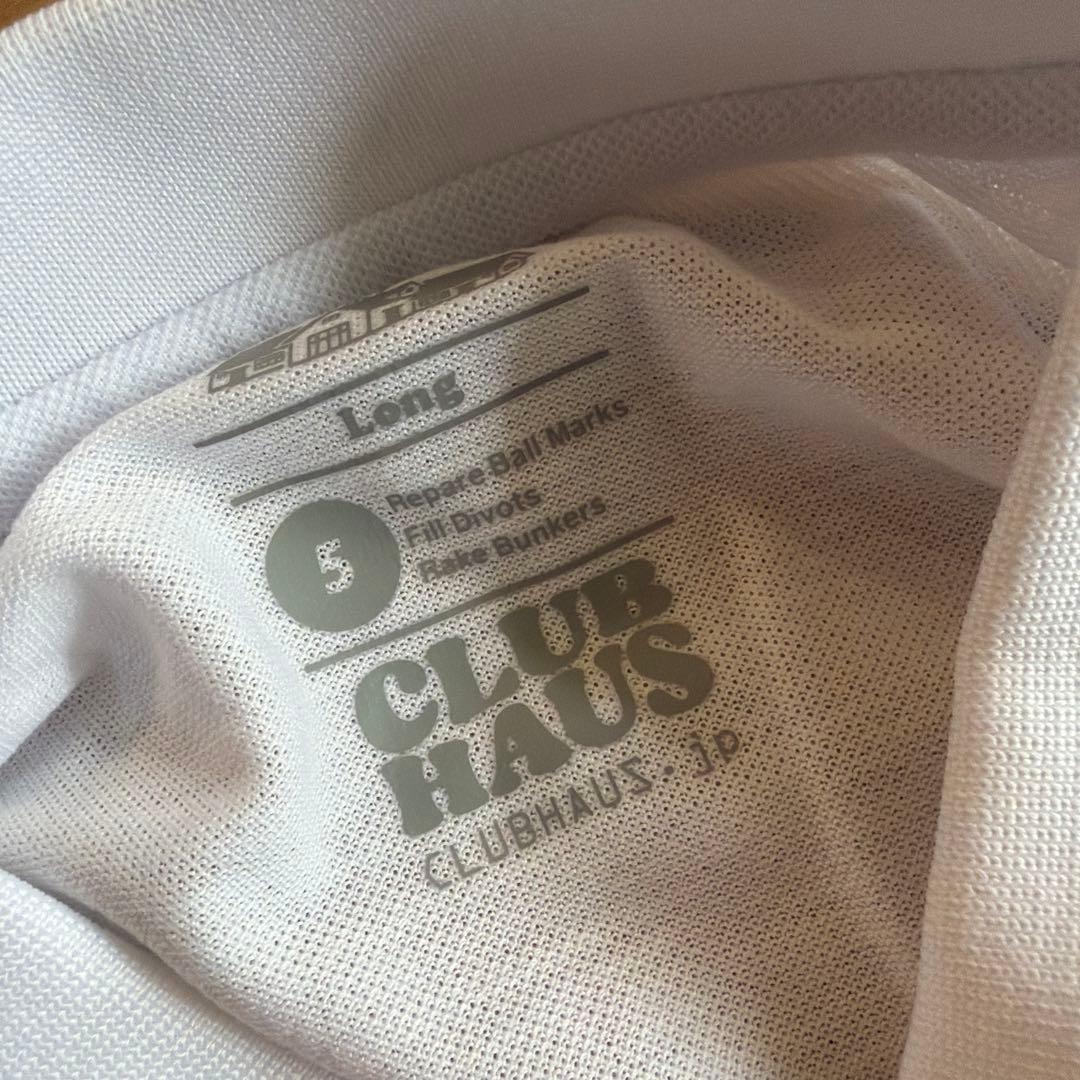 Long
5
Repare Ball Marks
Fill Divots
Rake Bunkers
CLUB
HAUS
CLUBHAUS.jp